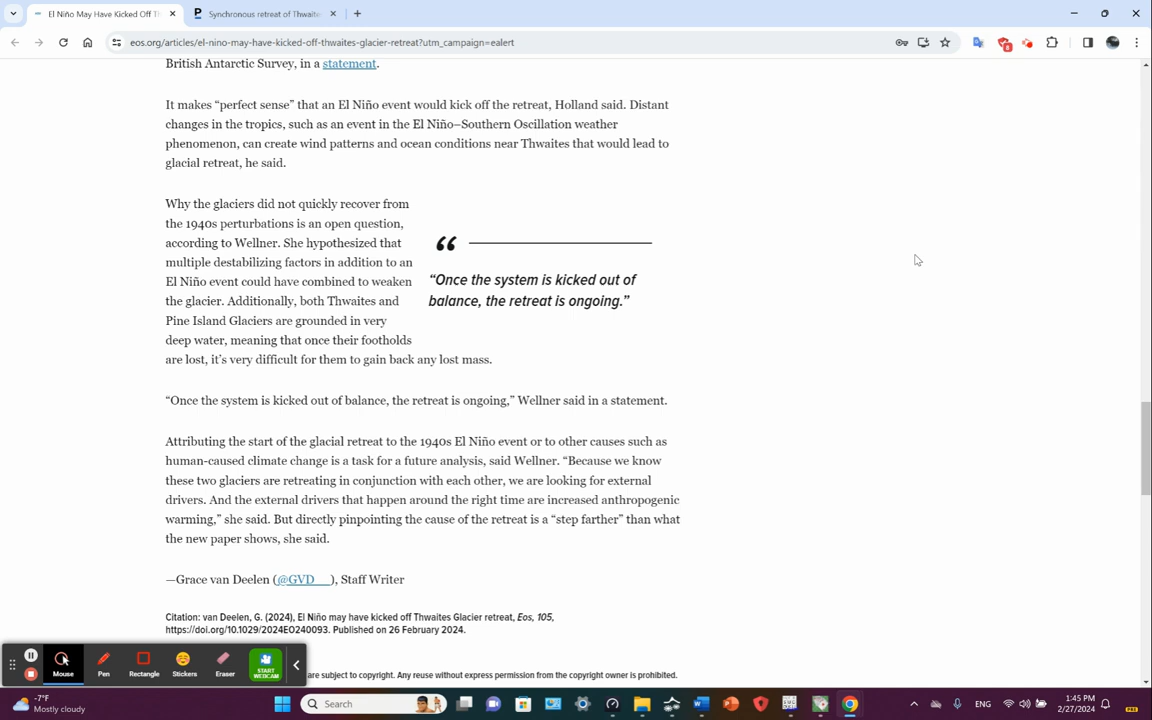 El Niño May Have Kicked Off Th
Synchronous retreat of Thwaite
eos.org/articles/el-nino-may-have-kicked-off-thwaites-glacier-retreat?utm_campaign=ealert
British Antarctic Survey, in a statement.
It makes “perfect sense” that an El Niño event would kick off the retreat, Holland said. Distant
changes in the tropics, such as an event in the El Niño–Southern Oscillation weather
phenomenon, can create wind patterns and ocean conditions near Thwaites that would lead to
glacial retreat, he said.
Why the glaciers did not quickly recover from
the 1940s perturbations is an open question,
according to Wellner. She hypothesized that
multiple destabilizing factors in addition to an
El Niño event could have combined to weaken
the glacier. Additionally, both Thwaites and
Pine Island Glaciers are grounded in very
deep water, meaning that once their footholds
are lost, it’s very difficult for them to gain back any lost mass.
“Once the system is kicked out of
balance, the retreat is ongoing.”
“Once the system is kicked out of balance, the retreat is ongoing,” Wellner said in a statement.
Attributing the start of the glacial retreat to the 1940s El Niño event or to other causes such as
human-caused climate change is a task for a future analysis, said Wellner. “Because we know
these two glaciers are retreating in conjunction with each other, we are looking for external
drivers. And the external drivers that happen around the right time are increased anthropogenic
warming,” she said. But directly pinpointing the cause of the retreat is a “step farther” than what
the new paper shows, she said.
—Grace van Deelen (@GVD__), Staff Writer
Citation: van Deelen, G. (2024), El Niño may have kicked off Thwaites Glacier retreat, Eos, 105,
https://doi.org/10.1029/2024EO240093. Published on 26 February 2024.
are subject to copyright. Any reuse without express permission from the copyright owner is prohibited.
Mouse
Pen
Rectangle
Stickers
Eraser
START
WEBCAM
-7°F
Mostly cloudy
Search
ENG
1:45 PM
2/27/2024